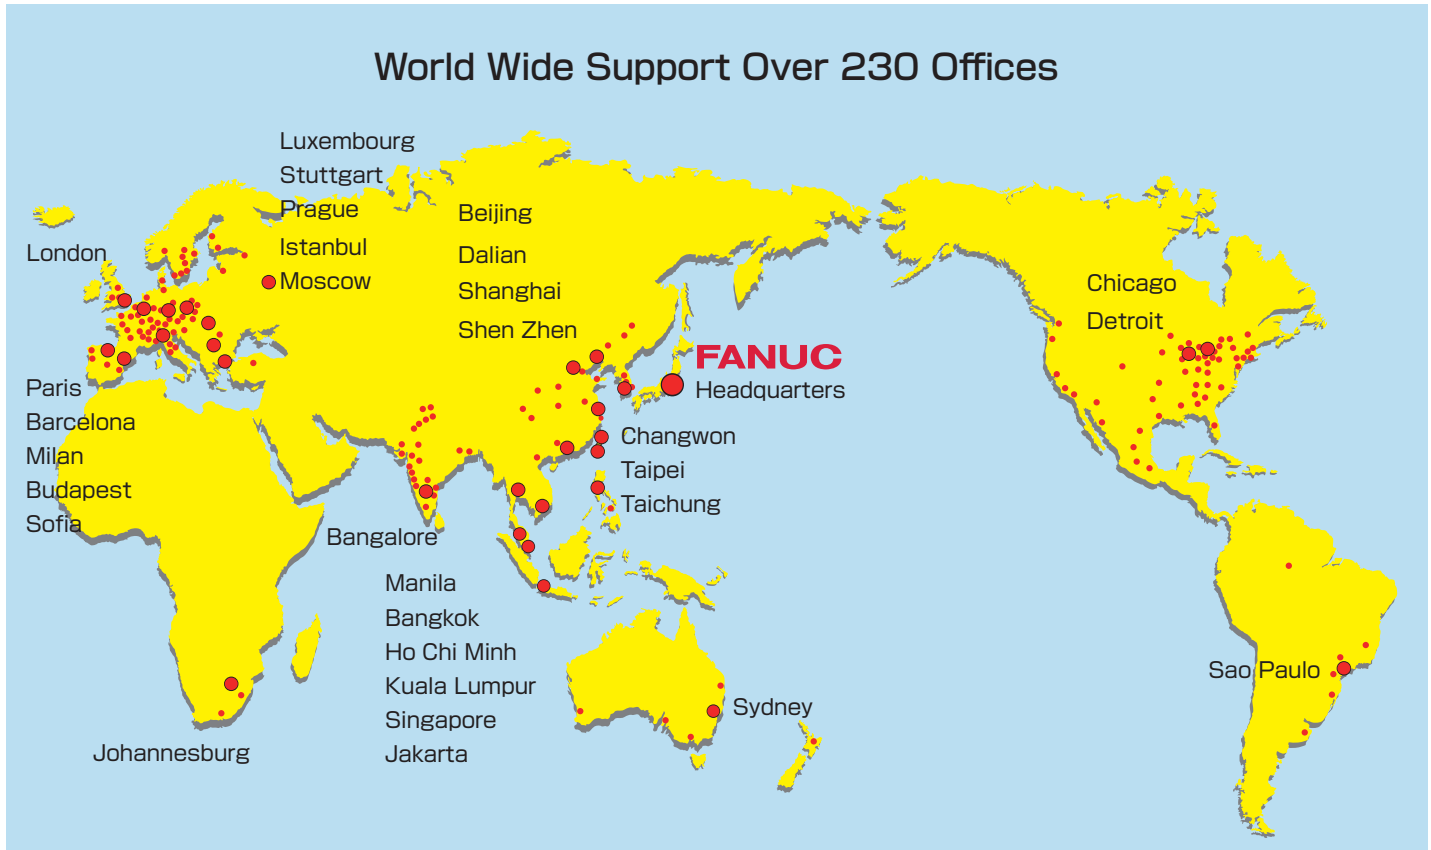 World Wide Support Over 230 Offices
Luxembourg
Stuttgart
Prague
Istanbul
Moscow
London
Beijing
Dalian
Shanghai
Shen Zhen
Chicago
Detroit
FANUC
Headquarters
Paris
Barcelona
Milan
Budapest
Sofia
Changwon
Taipei
Taichung
Bangalore
Manila
Bangkok
Ho Chi Minh
Kuala Lumpur
Singapore
Jakarta
Sao Paulo
Sydney
Johannesburg